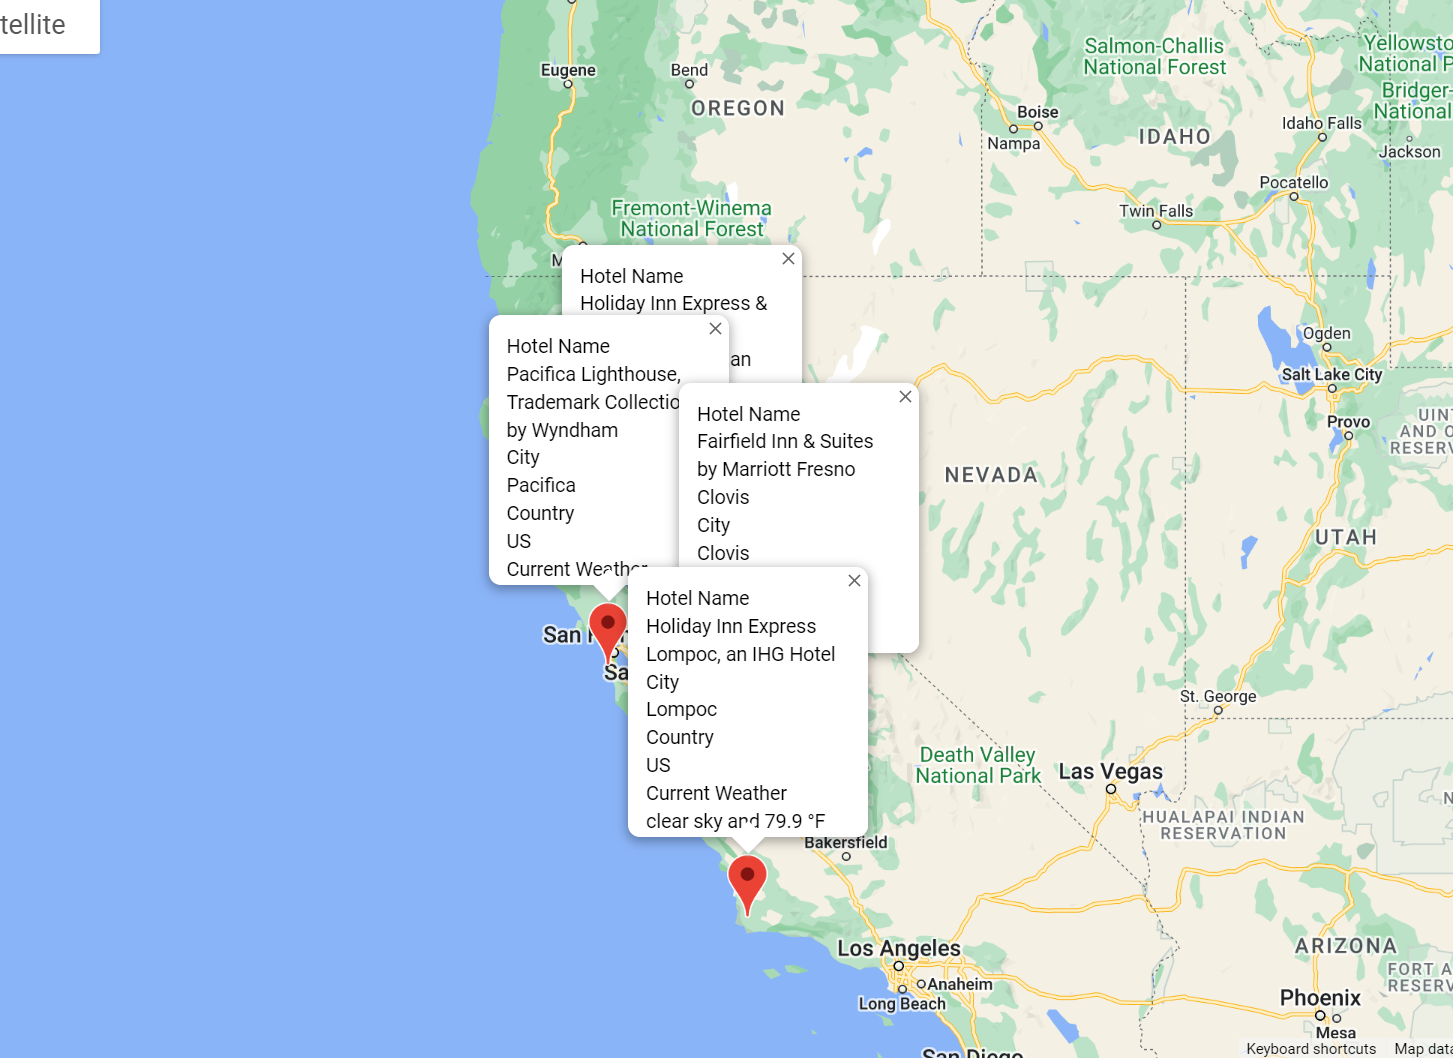 tellite
Salmon-Challis
National Forest
Yellowsto
National P
Bridger-
National
Eugene
Bend
OREGON
Boise
Nampa
IDAHO
Idaho Falls
Jackson
Pocatello
Twin Falls
Fremont-Winema
National Forest
M
Hotel Name
Holiday Inn Express &
an
Hotel Name
Pacifica Lighthouse,
Trademark Collectio
by Wyndham
City
Pacifica
Country
US
Current Weather
Hotel Name
Fairfield Inn & Suites
by Marriott Fresno
Clovis
City
Clovis
Hotel Name
Holiday Inn Express
Lompoc, an IHG Hotel
City
Lompoc
Country
US
Current Weather
clear sky and 79.9 °F
Ogden
Salt Lake City
Provo
UIN
AND O
RESERV
NEVADA
UTAH
San
Sa
St. George
Death Valley
National Park
Las Vegas
HUALAPAI INDIAN
RESERVATION
N
Bakersfield
Los Angeles
Anaheim
Long Beach
ARIZONA
FORT A
RESERV
Phoenix
Mesa
San Diego
Keyboard shortcuts
Map data